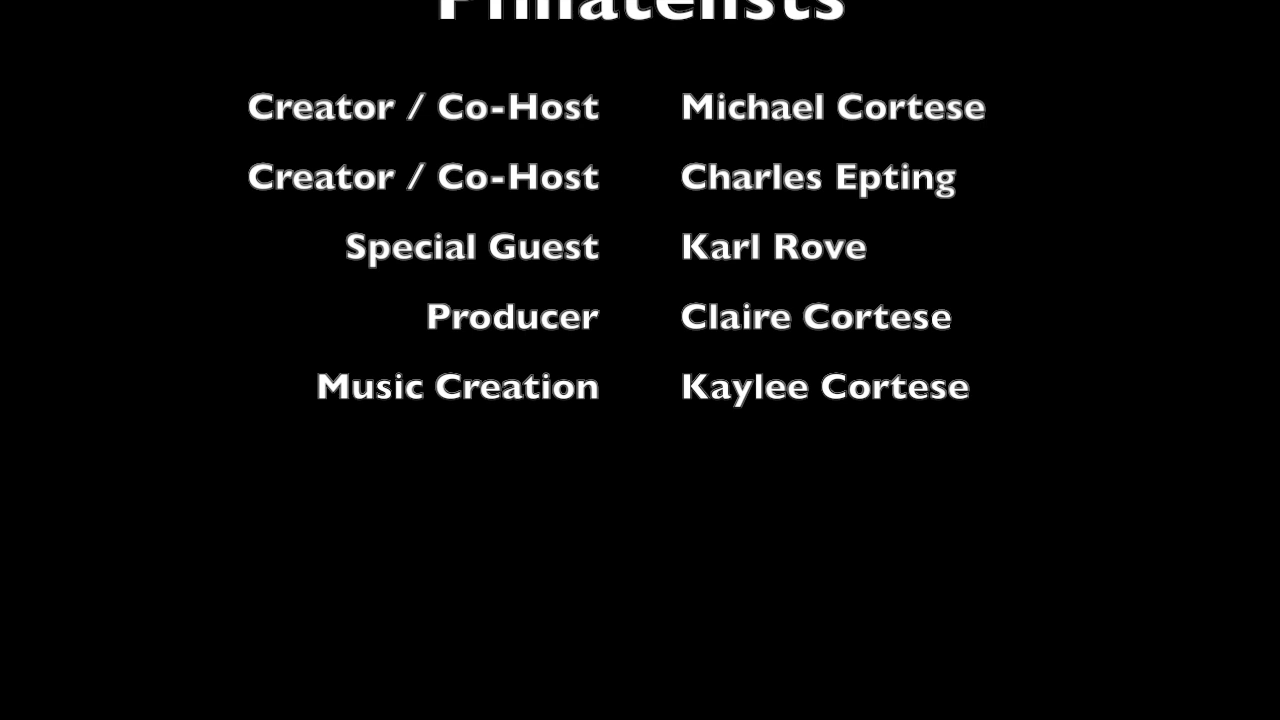 Philatelists
Creator / Co-Host Michael Cortese
Creator / Co-Host Charles Epting
Special Guest Karl Rove
Producer Claire Cortese
Music Creation Kaylee Cortese